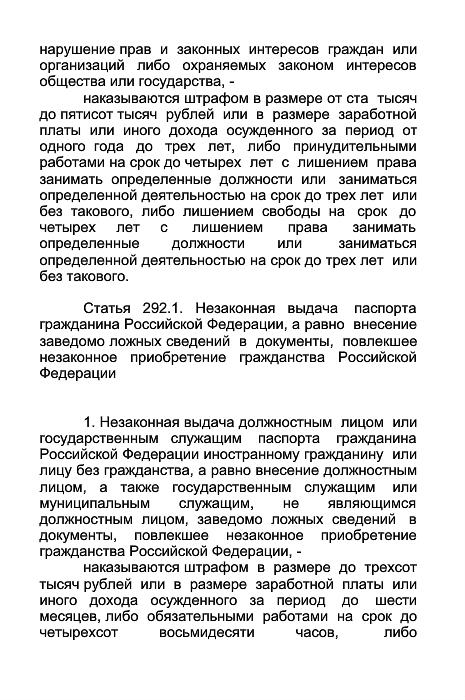 нарушение прав и законных интересов граждан или
организаций либо охраняемых законом интересов
общества или государства, -
наказываются штрафом в размере от ста тысяч
до пятисот тысяч рублей или в размере заработной
платы или иного дохода осужденного за период от
одного года до трех лет, либо принудительными
работами на срок до четырех лет с лишением права
занимать определенные должности или заниматься
определенной деятельностью на срок до трех лет или
без такового, либо лишением свободы на срок до
четырех лет с лишением права занимать
определенные должности или заниматься
определенной деятельностью на срок до трех лет или
без такового.
Статья 292.1. Незаконная выдача паспорта
гражданина Российской Федерации, а равно внесение
заведомо ложных сведений в документы, повлекшее
незаконное приобретение гражданства Российской
Федерации
1. Незаконная выдача должностным лицом или
государственным служащим паспорта гражданина
Российской Федерации иностранному гражданину или
лицу без гражданства, а равно внесение должностным
лицом, а также государственным служащим или
муниципальным служащим, не являющимся
должностным лицом, заведомо ложных сведений в
документы, повлекшее незаконное приобретение
гражданства Российской Федерации, -
наказываются штрафом в размере до трехсот
тысяч рублей или в размере заработной платы или
иного дохода осужденного за период до шести
месяцев, либо обязательными работами на срок до
четырехсот восьмидесяти часов, либо